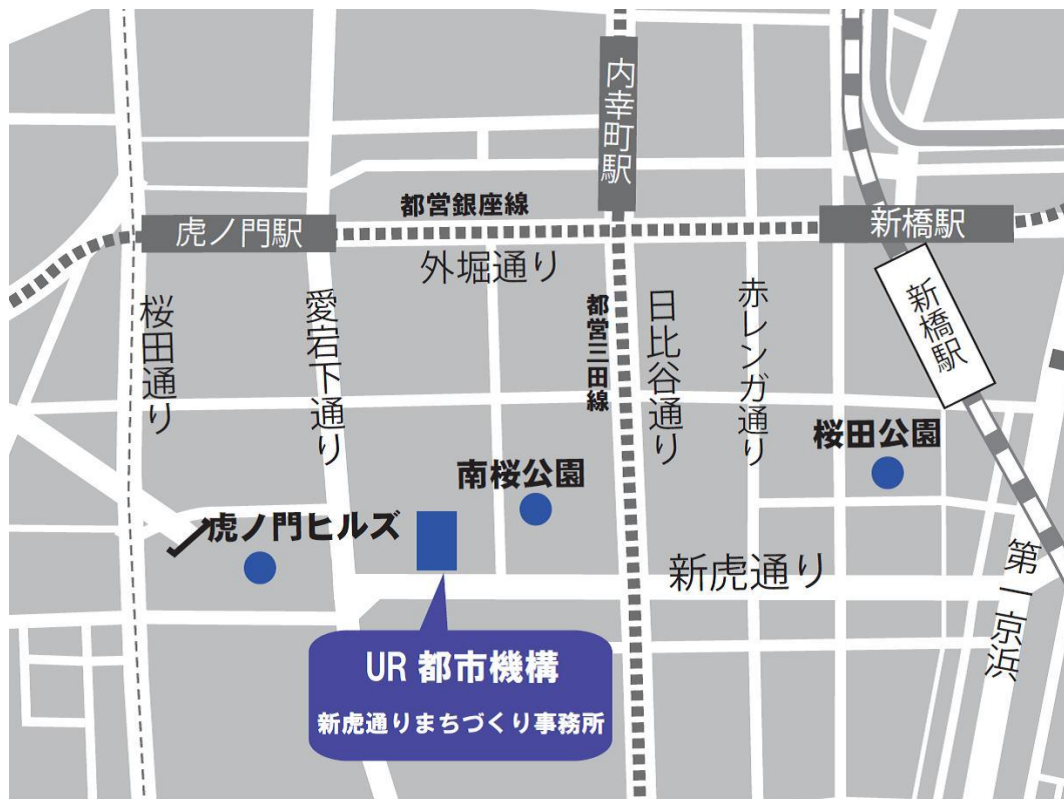 内幸町駅
都営銀座線
虎ノ門駅
新橋駅
外堀通り
新橋駅
桜田通り
愛宕下通り
都営三田線
日比谷通り
赤レンガ通り
桜田公園
南桜公園
虎ノ門ヒルズ
新虎通り
第一京浜
UR 都市機構
新虎通りまちづくり事務所